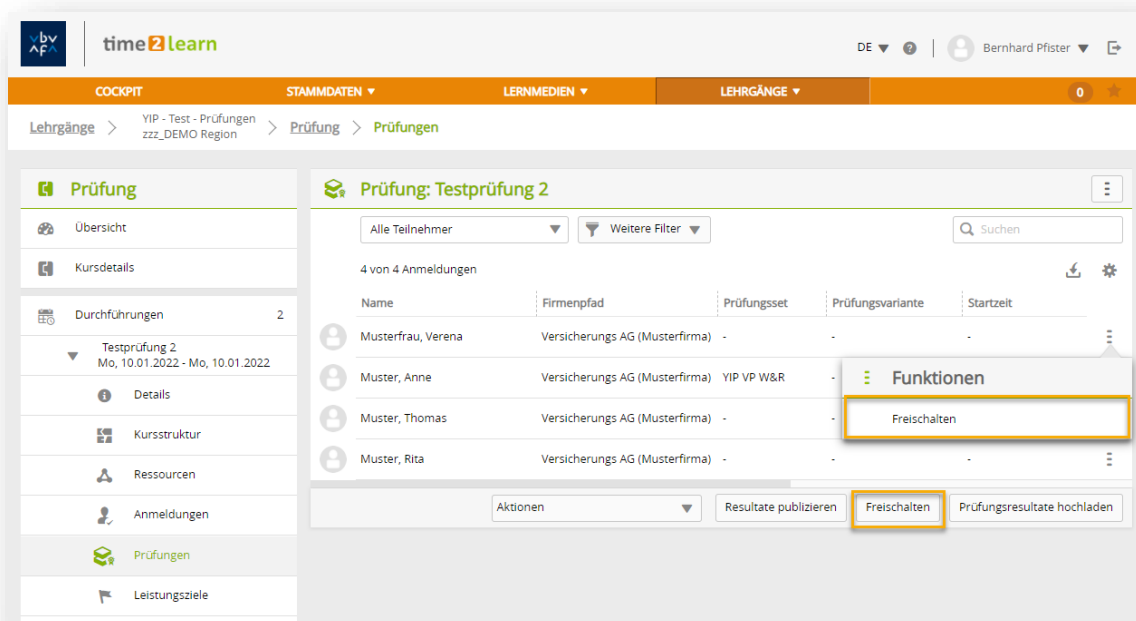 vbv
AFA
time2learn
DE
Bernhard Pfister
COCKPIT
STAMMDATEN
LERNMEDIEN
LEHRGÄNGE
0
Lehrgänge
YIP - Test - Prüfungen
zzz_DEMO Region
Prüfung
Prüfungen
Prüfung
Übersicht
Kursdetails
Durchführungen 2
Testprüfung 2
Mo, 10.01.2022 - Mo, 10.01.2022
Details
Kursstruktur
Ressourcen
Anmeldungen
Prüfungen
Leistungsziele
Prüfung: Testprüfung 2
Alle Teilnehmer
Weitere Filter
Suchen
4 von 4 Anmeldungen
Name Firmenpfad Prüfungsset Prüfungsvariante Startzeit
Musterfrau, Verena Versicherungs AG (Musterfirma) - - -
Muster, Anne Versicherungs AG (Musterfirma) YIP VP W&R -
Muster, Thomas Versicherungs AG (Musterfirma) - -
Muster, Rita Versicherungs AG (Musterfirma) - - -
Funktionen
Freischalten
Aktionen
Resultate publizieren
Freischalten
Prüfungsresultate hochladen